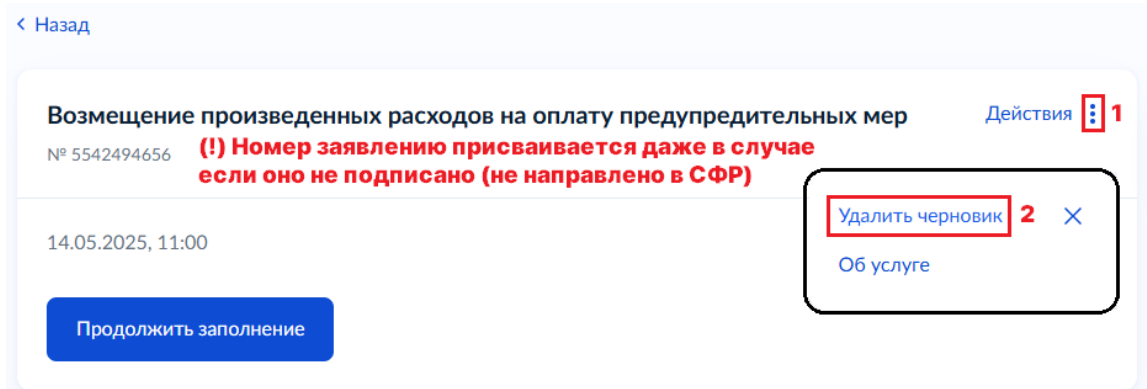 Назад
Возмещение произведенных расходов на оплату предупредительных мер
Действия 1
№ 5542494656
(!) Номер заявлению присваивается даже в случае
если оно не подписано (не направлено в СФР)
Удалить черновик 2
14.05.2025, 11:00
Об услуге
Продолжить заполнение